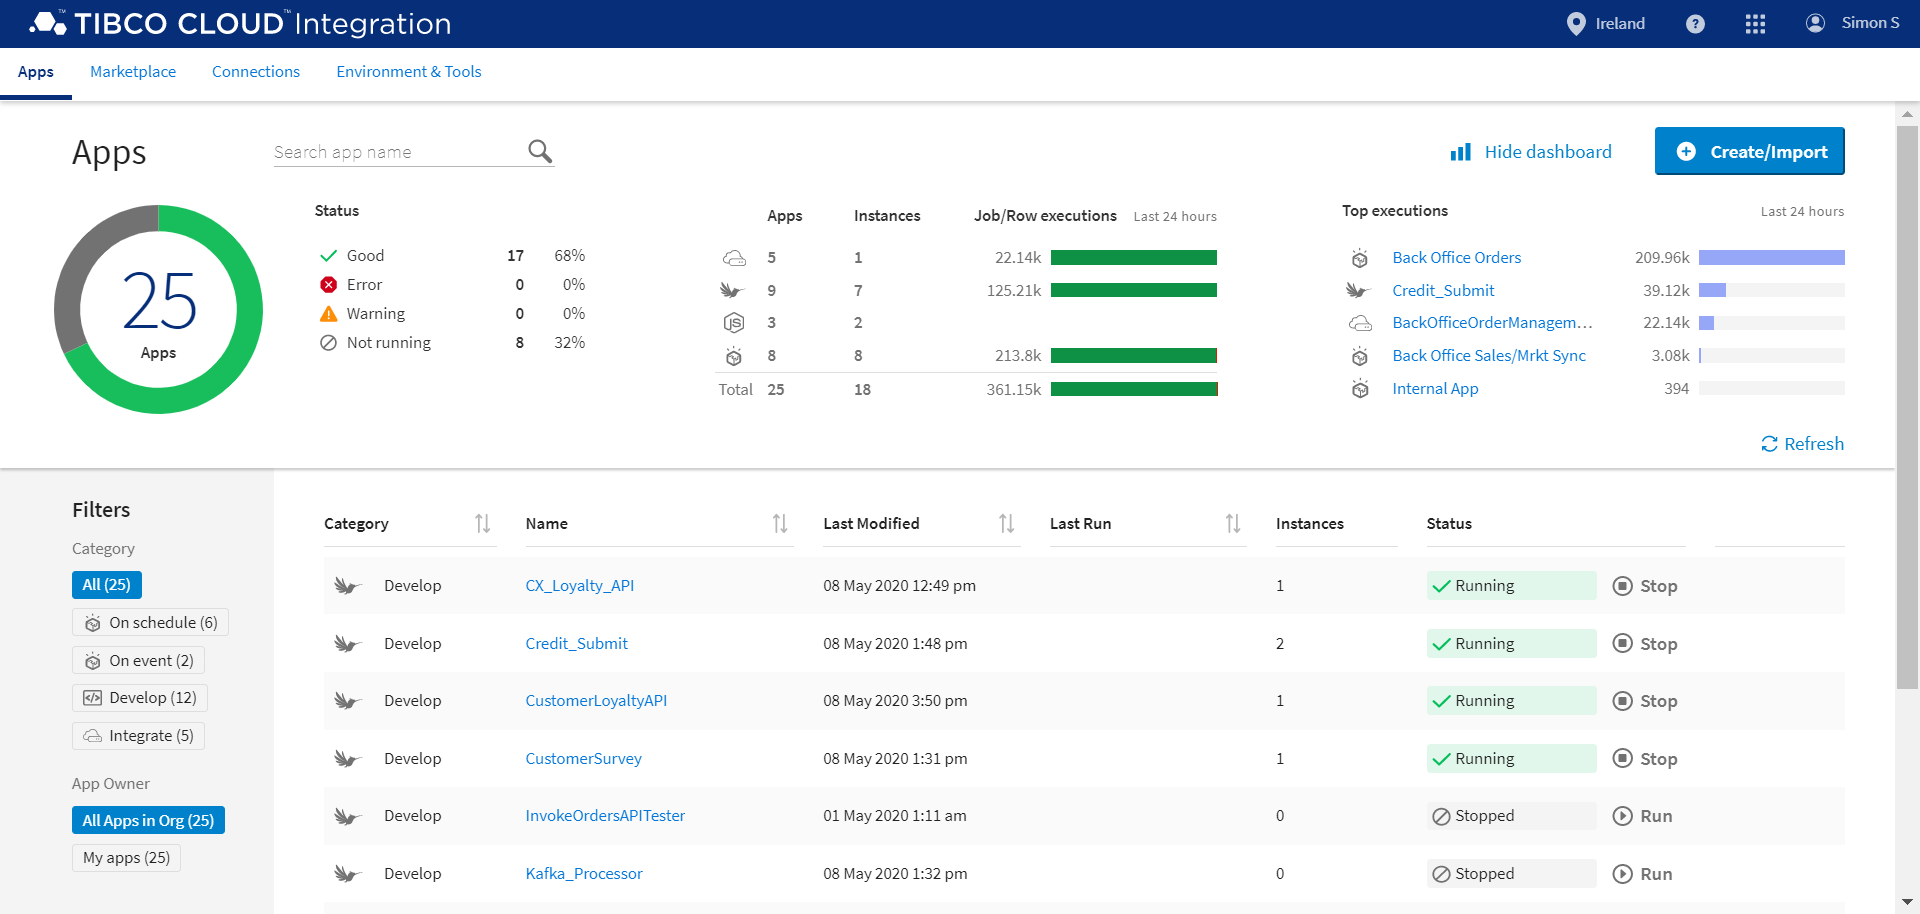 TIBCO CLOUD™ Integration
Ireland
?
Simon S
Apps Marketplace Connections Environment & Tools
Apps
Search app name
Hide dashboard
Create/Import
25
Apps
Status
Good 17 68%
Error 0 0%
Warning 0 0%
Not running 8 32%
Apps Instances Job/Row executions Last 24 hours
5 1 22.14k
9 7 125.21k
JS 3 2
8 8 213.8k
Total 25 18 361.15k
Top executions Last 24 hours
Back Office Orders 209.96k
Credit_Submit 39.12k
BackOfficeOrderManagem... 22.14k
Back Office Sales/Mrkt Sync 3.08k
Internal App 394
Refresh
Filters
Category
All (25)
On schedule (6)
On event (2)
Develop (12)
Integrate (5)
App Owner
All Apps in Org (25)
My apps (25)
Category Name Last Modified Last Run Instances Status
Develop CX_Loyalty_API 08 May 2020 12:49 pm 1 Running Stop
Develop Credit_Submit 08 May 2020 1:48 pm 2 Running Stop
Develop CustomerLoyaltyAPI 08 May 2020 3:50 pm 1 Running Stop
Develop CustomerSurvey 08 May 2020 1:31 pm 1 Running Stop
Develop InvokeOrdersAPITester 01 May 2020 1:11 am 0 Stopped Run
Develop Kafka_Processor 08 May 2020 1:32 pm 0 Stopped Run